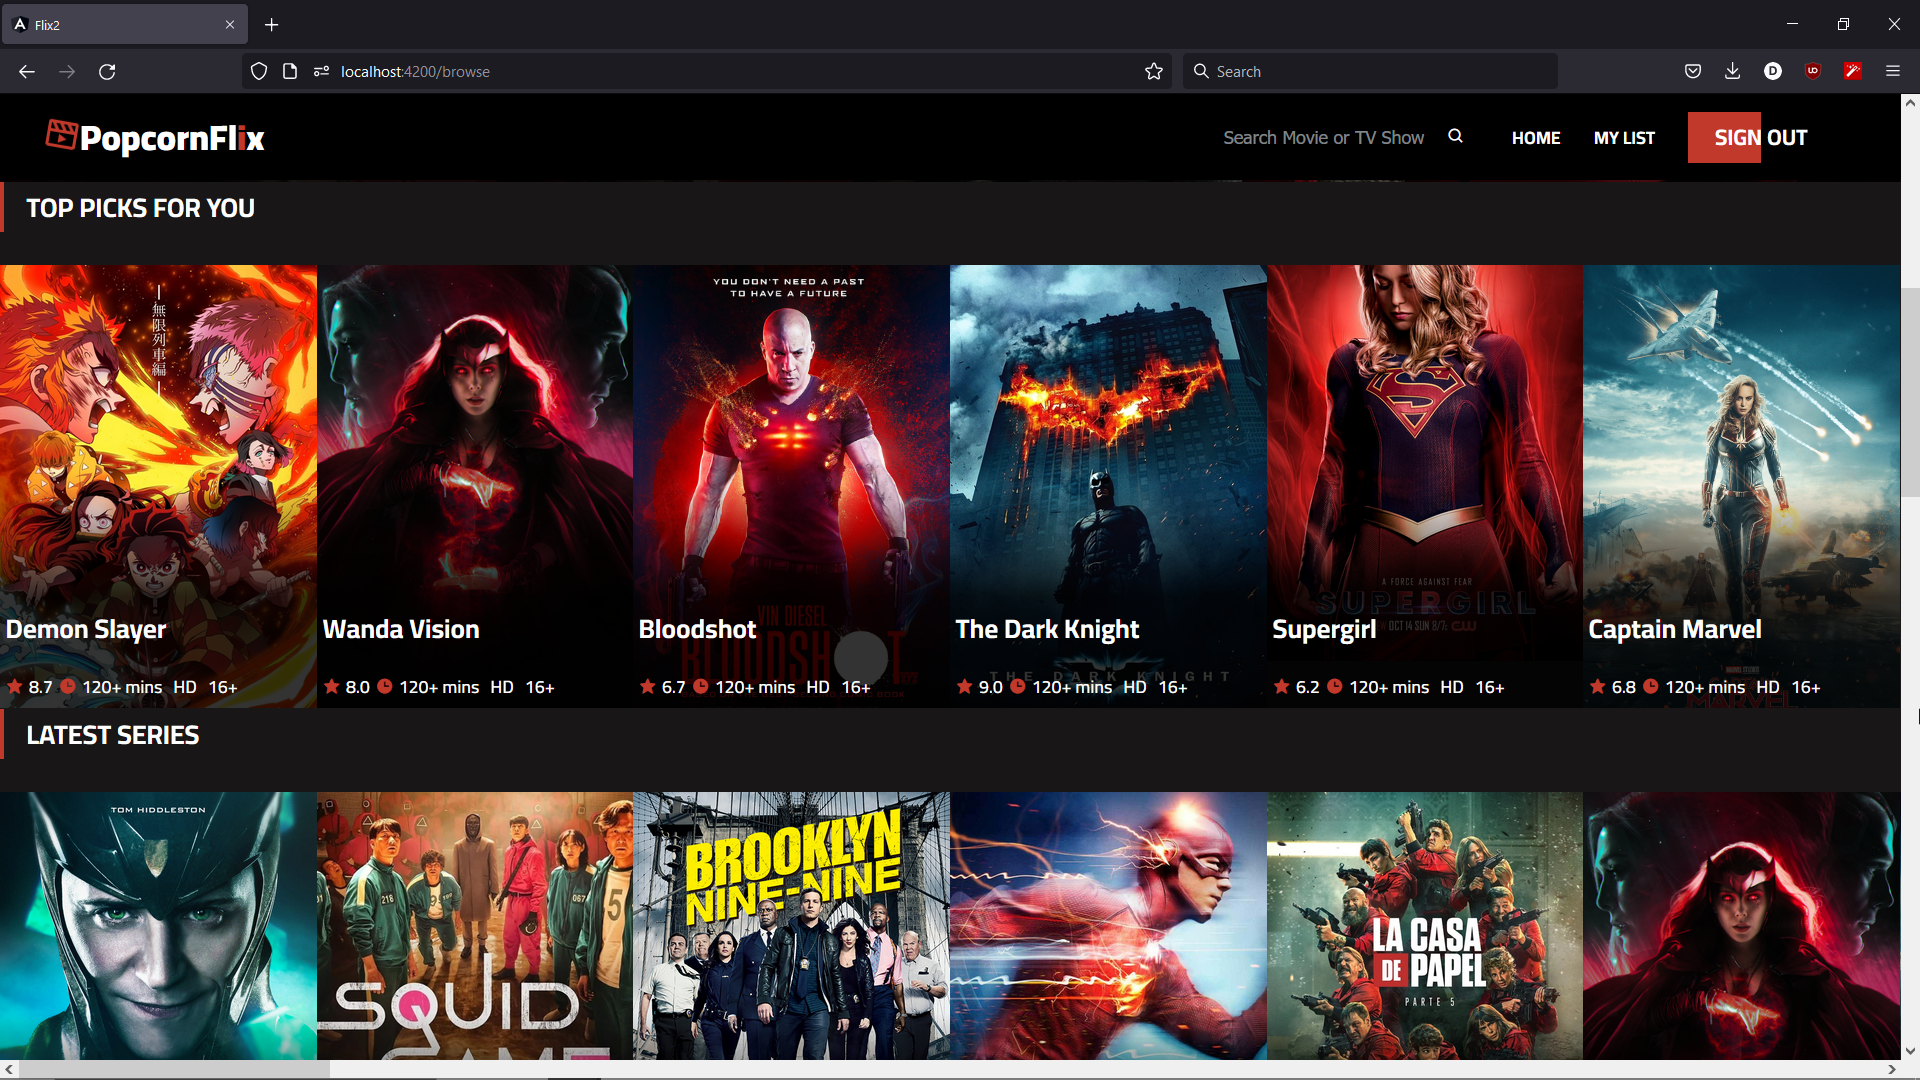 Flix2
localhost:4200/browse
Search
PopcornFlix
Search Movie or TV Show
HOME
MY LIST
SIGN OUT
TOP PICKS FOR YOU
無限列車編
YOU DON'T NEED A PAST
TO HAVE A FUTURE
A FORCE AGAINST FEAR
SUPERGIRL
OCT 14 SUN 8/7c CW
VIN DIESEL
BLOODSHOT
THE DARK KNIGHT
MARVEL
Demon Slayer
Wanda Vision
Bloodshot
The Dark Knight
Supergirl
Captain Marvel
8.7 120+ mins HD 16+
8.0 120+ mins HD 16+
6.7 120+ mins HD 16+
9.0 120+ mins HD 16+
6.2 120+ mins HD 16+
6.8 120+ mins HD 16+
LATEST SERIES
TOM HIDDLESTON
218
067
SQUID
GAME
BROOKLYN
NINE-NINE
LA CASA
DE PAPEL
PARTE 5